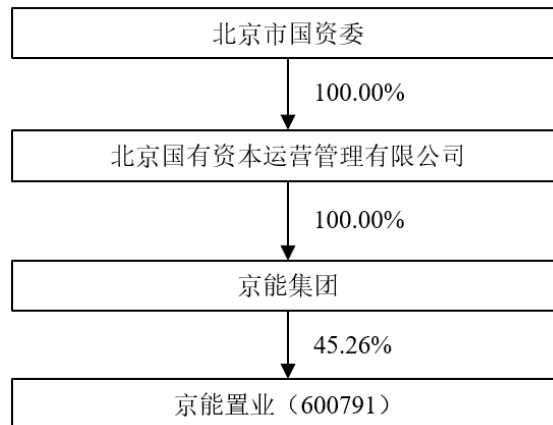 北京市国资委
100.00%
北京国有资本运营管理有限公司
100.00%
京能集团
45.26%
京能置业（600791）